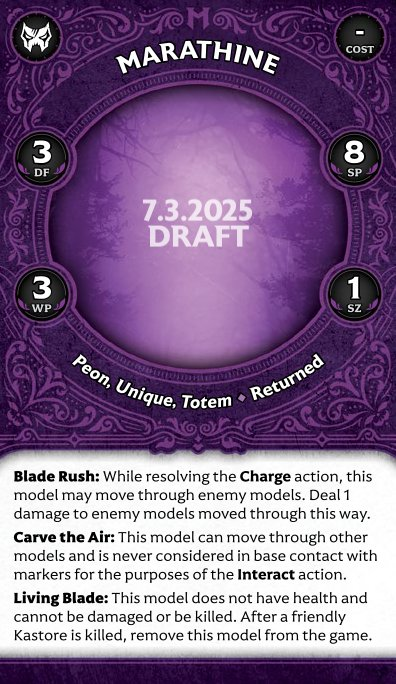 -
COST
MARATHINE
3
DF
8
SP
7.3.2025
DRAFT
3
WP
1
SZ
Peon, Unique, Totem ♦ Returned
Blade Rush: While resolving the Charge action, this
model may move through enemy models. Deal 1
damage to enemy models moved through this way.
Carve the Air: This model can move through other
models and is never considered in base contact with
markers for the purposes of the Interact action.
Living Blade: This model does not have health and
cannot be damaged or be killed. After a friendly
Kastore is killed, remove this model from the game.